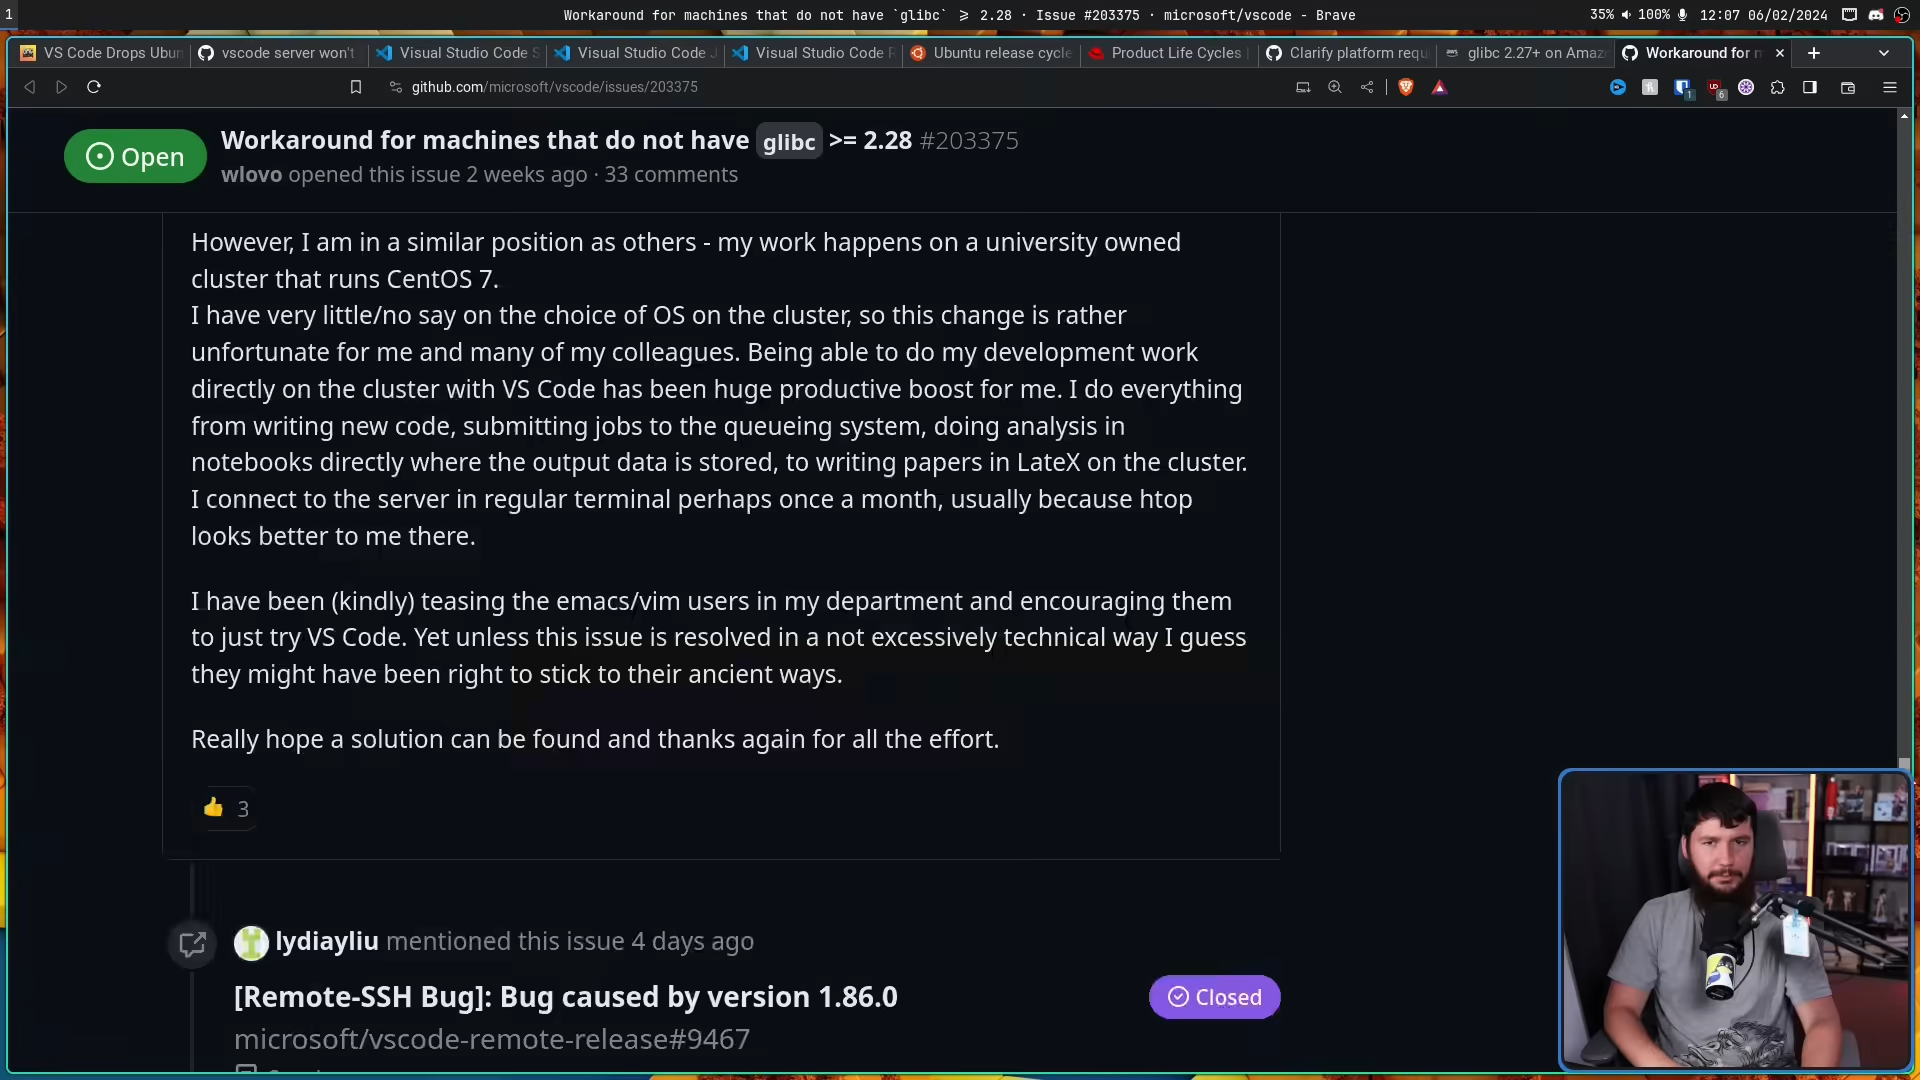 1
Workaround for machines that do not have `glibc` ≥ 2.28 · Issue #203375 · microsoft/vscode - Brave
35% 100% 12:07 06/02/2024
VS Code Drops Ubun
vscode server won't
Visual Studio Code S
Visual Studio Code J
Visual Studio Code R
Ubuntu release cycle
Product Life Cycles
Clarify platform requ
glibc 2.27+ on Amaz
Workaround for m
github.com/microsoft/vscode/issues/203375
1
6
Open
Workaround for machines that do not have glibc >= 2.28 #203375
wlovo opened this issue 2 weeks ago · 33 comments
However, I am in a similar position as others - my work happens on a university owned
cluster that runs CentOS 7.
I have very little/no say on the choice of OS on the cluster, so this change is rather
unfortunate for me and many of my colleagues. Being able to do my development work
directly on the cluster with VS Code has been huge productive boost for me. I do everything
from writing new code, submitting jobs to the queueing system, doing analysis in
notebooks directly where the output data is stored, to writing papers in LateX on the cluster.
I connect to the server in regular terminal perhaps once a month, usually because htop
looks better to me there.
I have been (kindly) teasing the emacs/vim users in my department and encouraging them
to just try VS Code. Yet unless this issue is resolved in a not excessively technical way I guess
they might have been right to stick to their ancient ways.
Really hope a solution can be found and thanks again for all the effort.
👍 3
lydiayliu mentioned this issue 4 days ago
[Remote-SSH Bug]: Bug caused by version 1.86.0
Closed
microsoft/vscode-remote-release#9467